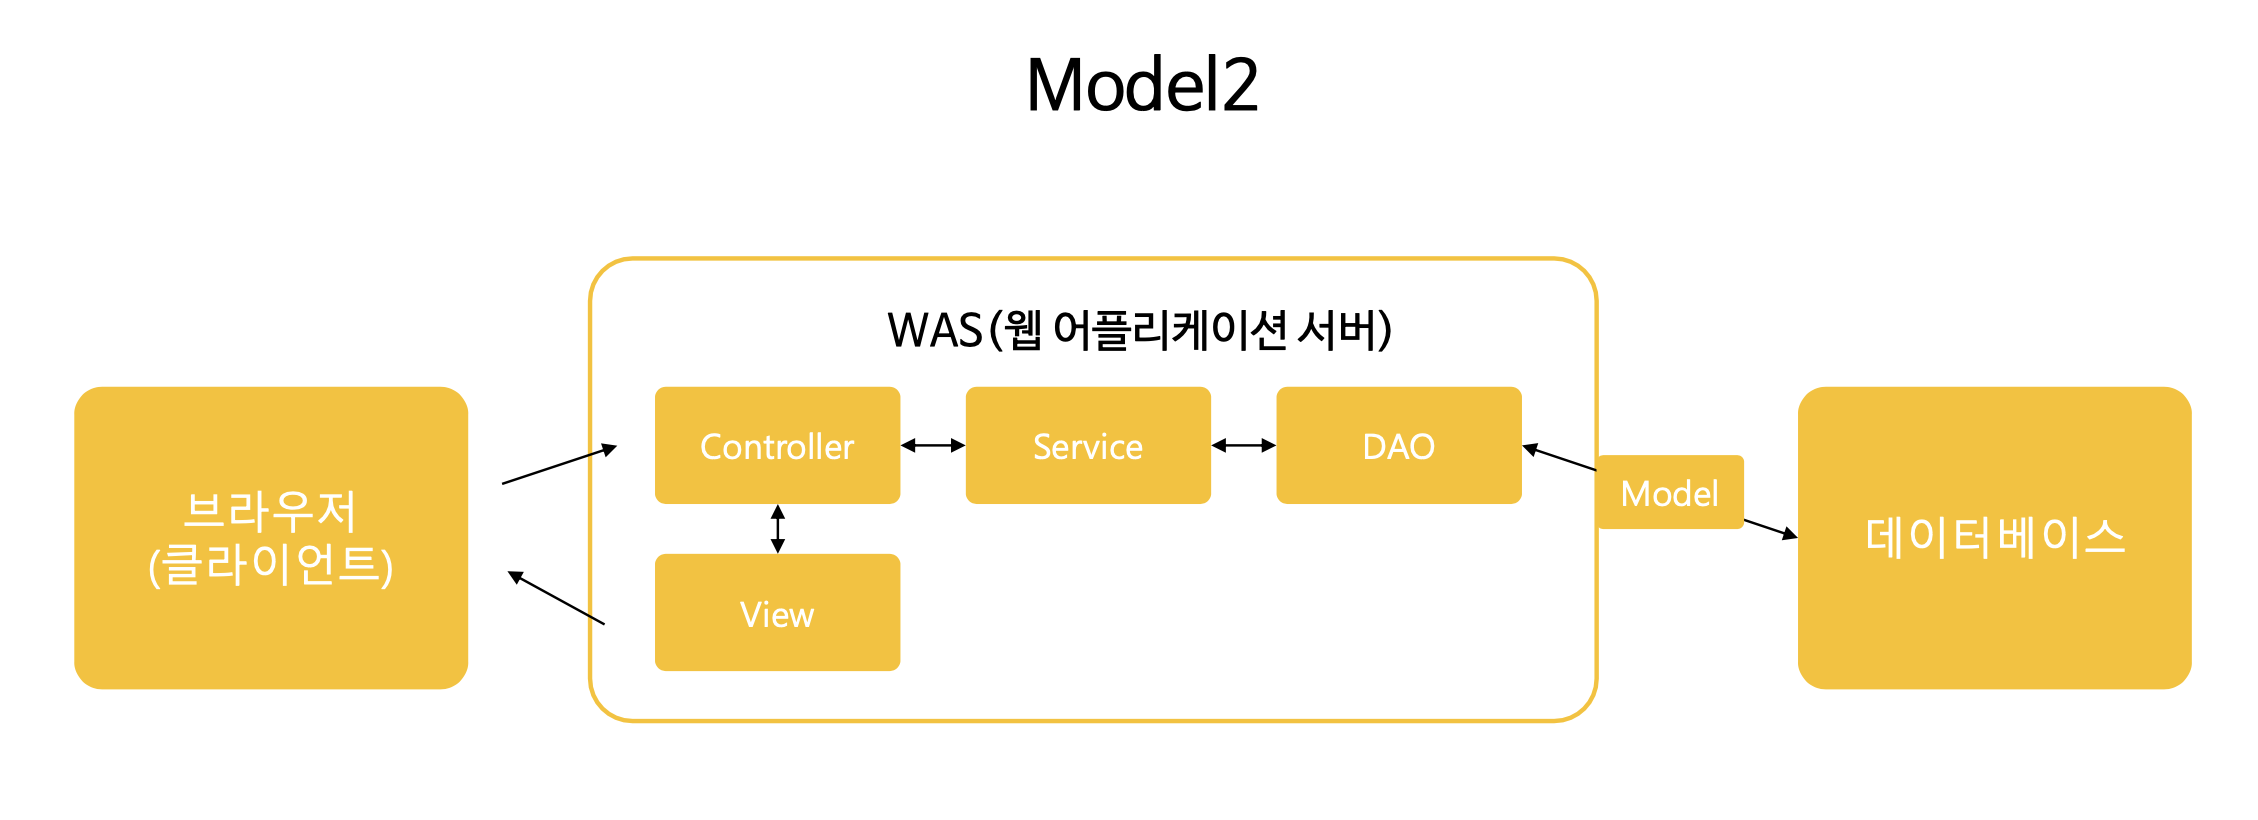 Model2
WAS(웹 어플리케이션 서버)
브라우저
(클라이언트)
Controller
Service
DAO
Model
View
데이터베이스